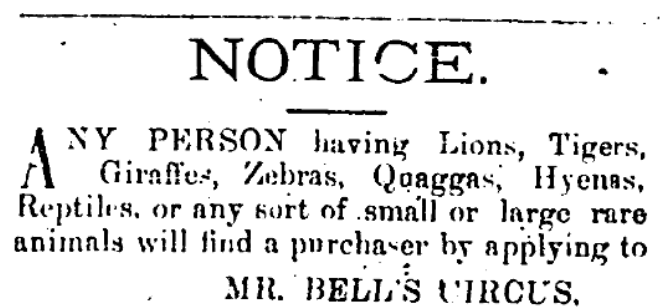 NOTICE.
ANY PERSON having Lions, Tigers,
Giraffes, Zebras, Quaggas, Hyenas,
Reptiles, or any sort of small or large rare
animals will find a purchaser by applying to
MR. BELL'S CIRCUS.